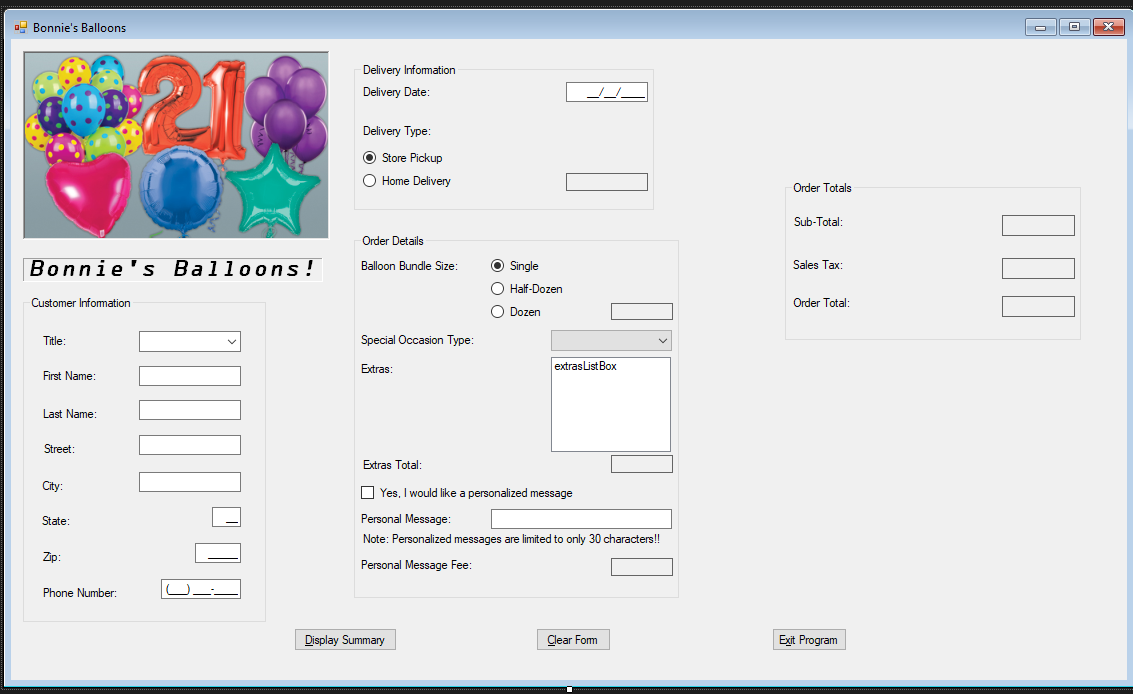 Bonnie's Balloons
21
Bonnie's Balloons!
Customer Information
Title:
First Name:
Last Name:
Street:
City:
State: __
Zip: _____
Phone Number: (___) ___-____
Delivery Information
Delivery Date: __/__/____
Delivery Type:
Store Pickup
Home Delivery
Order Details
Balloon Bundle Size: Single
Half-Dozen
Dozen
Special Occasion Type:
Extras: extrasListBox
Extras Total:
Yes, I would like a personalized message
Personal Message:
Note: Personalized messages are limited to only 30 characters!!
Personal Message Fee:
Order Totals
Sub-Total:
Sales Tax:
Order Total:
Display Summary
Clear Form
Exit Program